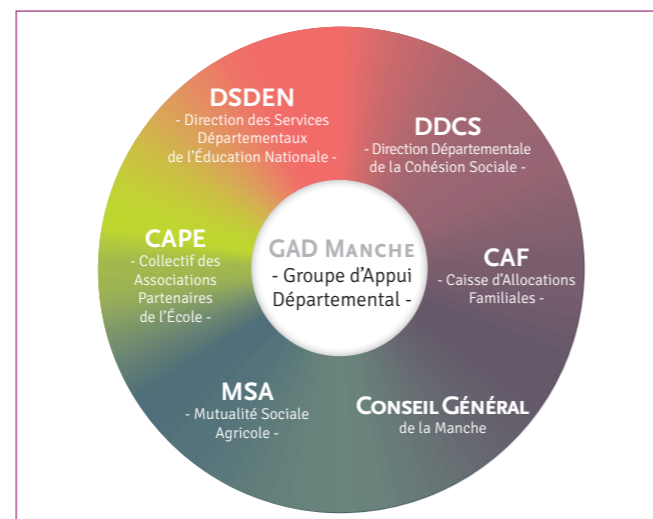 DSDEN
- Direction des Services
Départementaux
de l'Éducation Nationale -
DDCS
- Direction Départementale
de la Cohésion Sociale -
CAPE
- Collectif des
Associations
Partenaires
de l'École -
GAD MANCHE
- Groupe d'Appui
Départemental -
CAF
- Caisse d'Allocations
Familiales -
MSA
- Mutualité Sociale
Agricole -
CONSEIL GÉNÉRAL
de la Manche